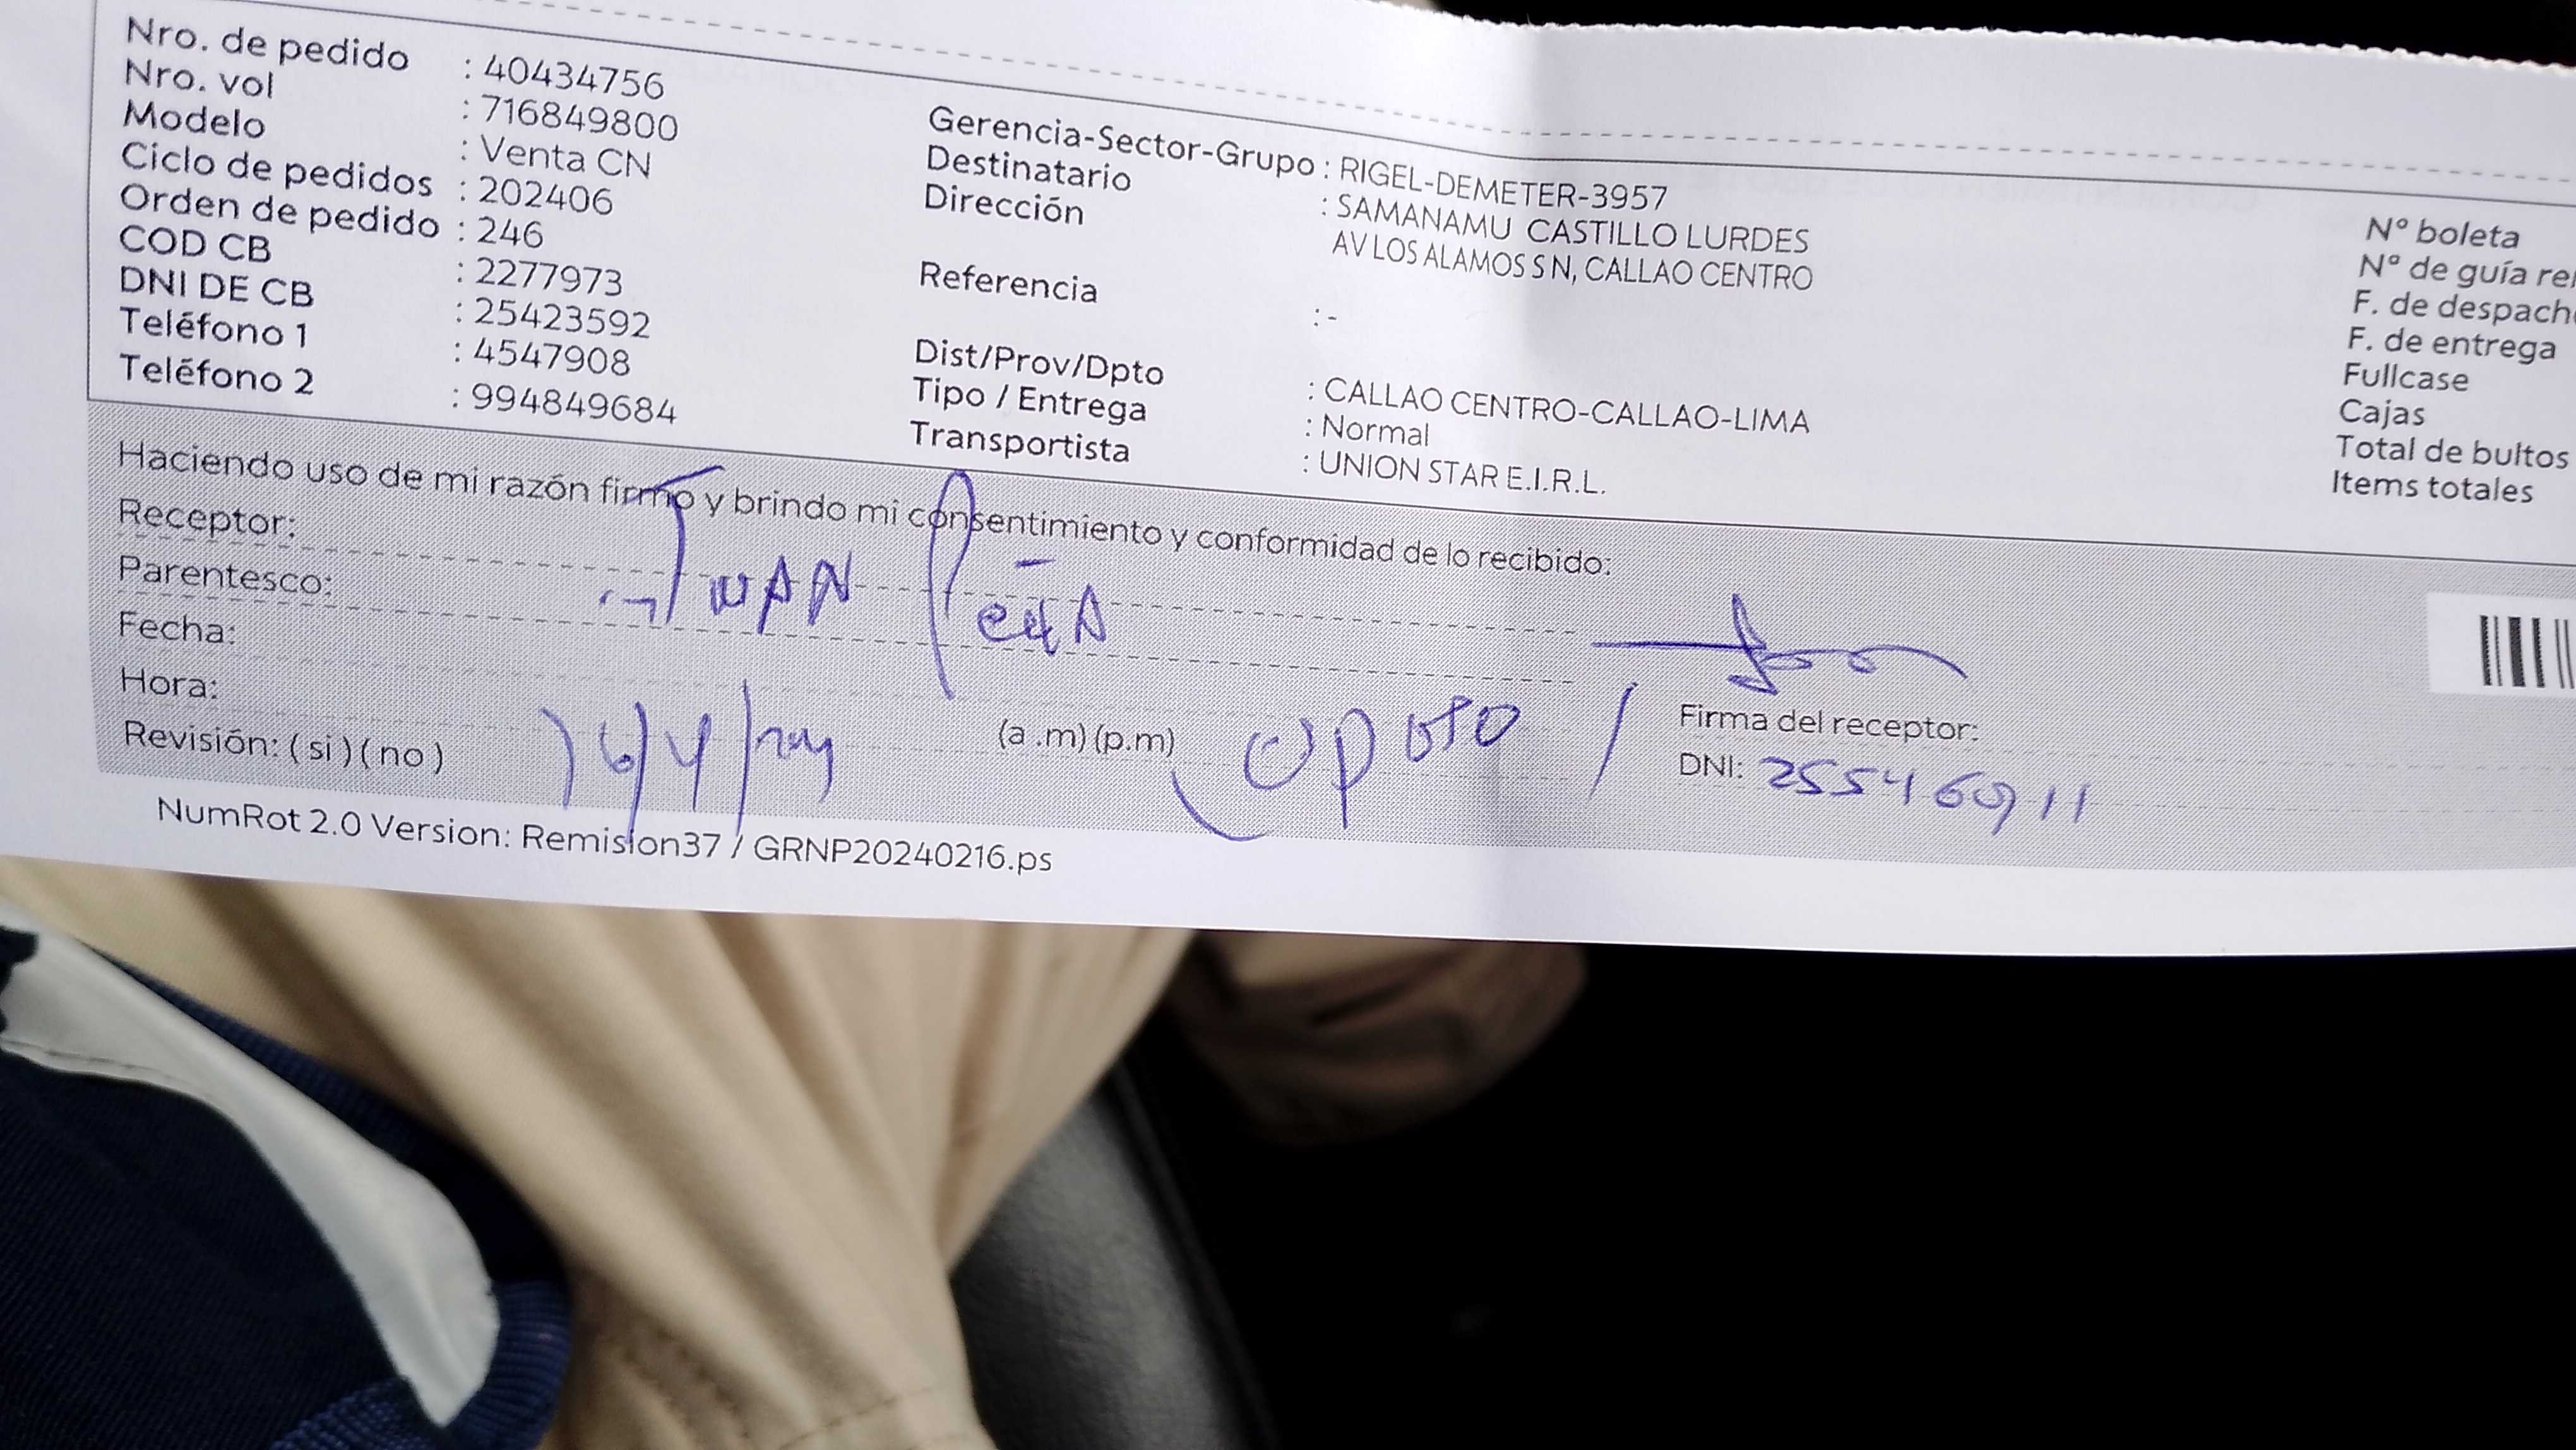 Nro. de pedido : 40434756
Nro. vol : 716849800
Modelo : Venta CN
Ciclo de pedidos : 202406
Orden de pedido : 246
COD CB : 2277973
DNI DE CB : 25423592
Teléfono 1 : 4547908
Teléfono 2 : 994849684
Gerencia-Sector-Grupo : RIGEL-DEMETER-3957
Destinatario : SAMANAMU CASTILLO LURDES
Dirección AV LOS ALAMOS S N, CALLAO CENTRO
Referencia : -
Dist/Prov/Dpto : CALLAO CENTRO-CALLAO-LIMA
Tipo / Entrega : Normal
Transportista : UNION STAR E.I.R.L.
N° boleta
N° de guía re
F. de despach
F. de entrega
Fullcase
Cajas
Total de bultos
Items totales
Haciendo uso de mi razón firmo y brindo mi consentimiento y conformidad de lo recibido:
Receptor:
Parentesco:
Fecha:
Hora: (a .m) (p.m)
Revisión: ( si ) ( no )
Firma del receptor:
DNI:
NumRot 2.0 Version: Remision37 / GRNP20240216.ps